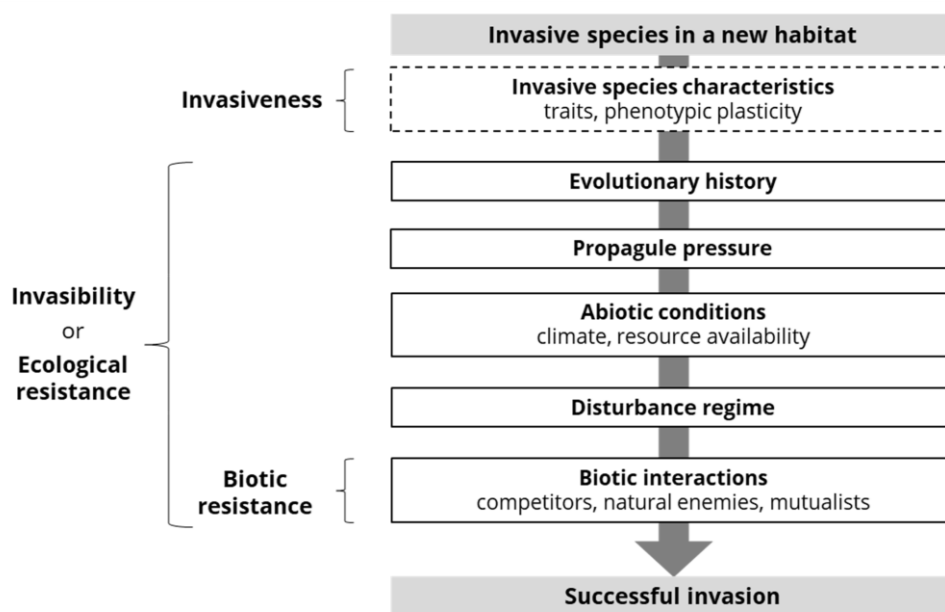 Invasive species in a new habitat
Invasiveness
Invasive species characteristics
traits, phenotypic plasticity
Evolutionary history
Propagule pressure
Invasibility
or
Ecological
resistance
Abiotic conditions
climate, resource availability
Disturbance regime
Biotic
resistance
Biotic interactions
competitors, natural enemies, mutualists
Successful invasion